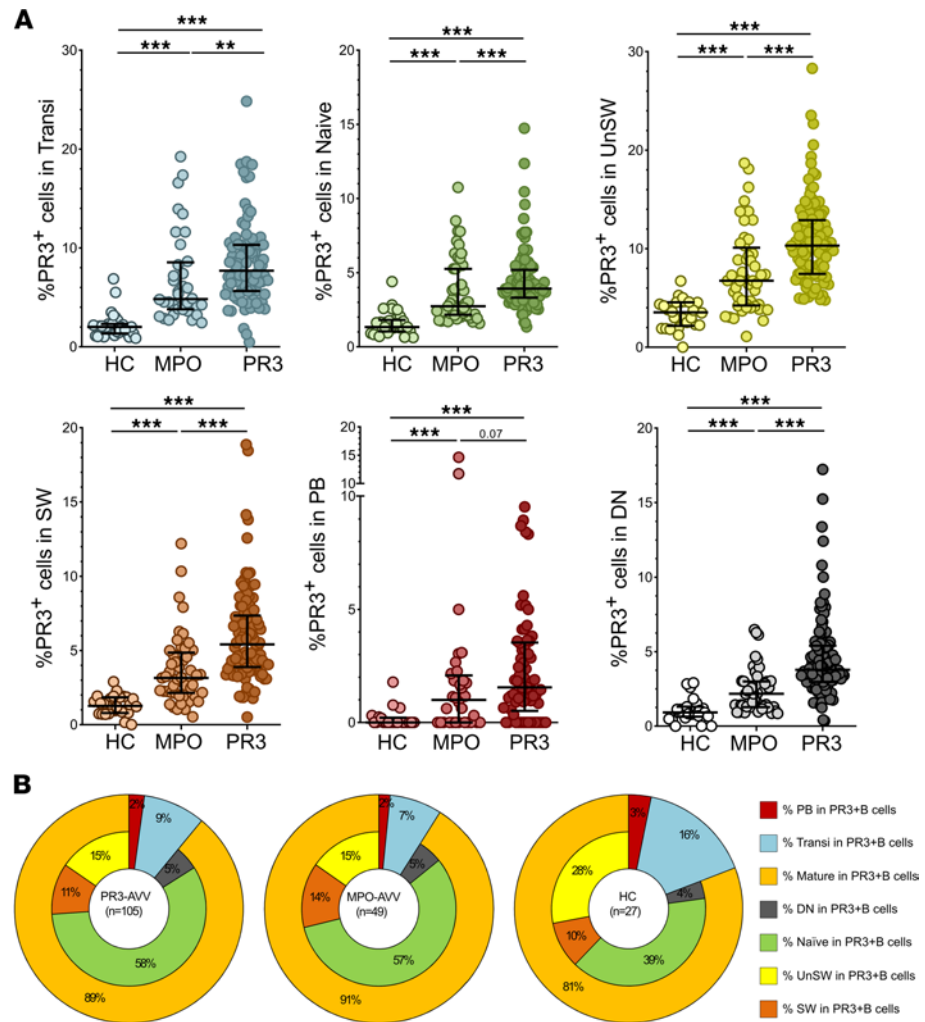 A
***
***
**
30
20
10
0
%PR3+ cells in Transi
HC MPO PR3
***
***
***
20
15
10
5
0
%PR3+ cells in Naive
HC MPO PR3
***
***
***
30
20
10
0
%PR3+ cells in UnSW
HC MPO PR3
***
***
***
20
15
10
5
0
%PR3+ cells in SW
HC MPO PR3
***
***
0.07
20
15
10
10
5
0
%PR3+ cells in PB
HC MPO PR3
***
***
***
20
15
10
5
0
%PR3+ cells in DN
HC MPO PR3
B
2%
9%
5%
15%
11%
58%
89%
PR3-AVV
(n=105)
2%
7%
5%
15%
14%
57%
91%
MPO-AVV
(n=49)
3%
16%
4%
28%
10%
39%
81%
HC
(n=27)
% PB in PR3+B cells
% Transi in PR3+B cells
% Mature in PR3+B cells
% DN in PR3+B cells
% Naïve in PR3+B cells
% UnSW in PR3+B cells
% SW in PR3+B cells